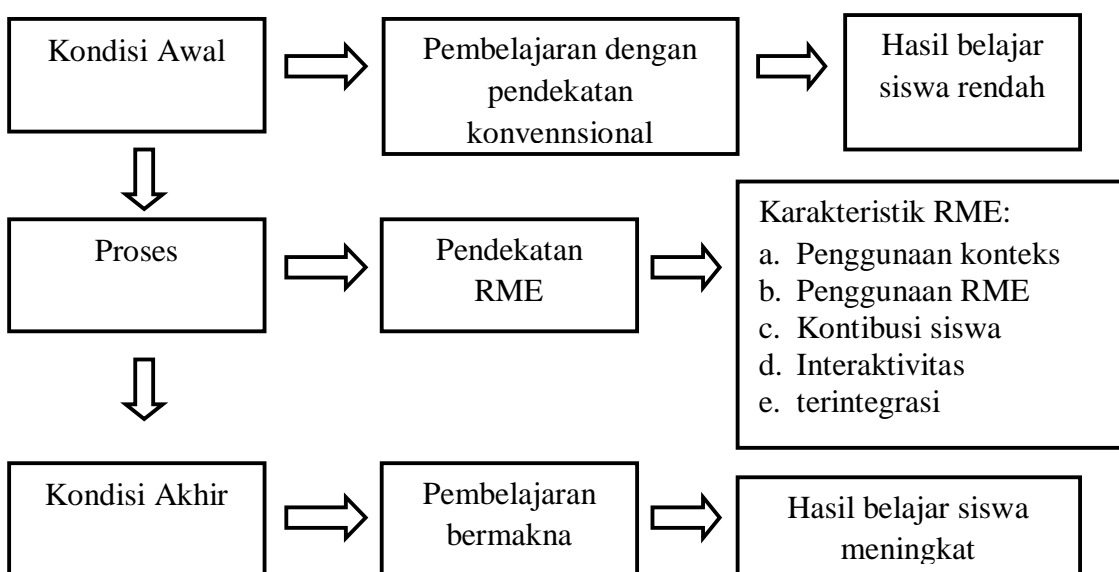 Kondisi Awal
Pembelajaran dengan
pendekatan
konvennsional
Hasil belajar
siswa rendah
Proses
Pendekatan
RME
Karakteristik RME:
a. Penggunaan konteks
b. Penggunaan RME
c. Kontibusi siswa
d. Interaktivitas
e. terintegrasi
Kondisi Akhir
Pembelajaran
bermakna
Hasil belajar siswa
meningkat